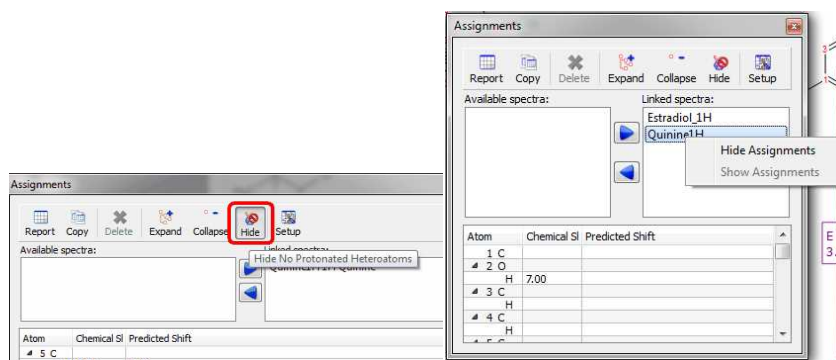 Assignments
Report Copy Delete Expand Collapse Hide Setup
Available spectra:
Hide No Protonated Heteroatoms
Atom Chemical Sl Predicted Shift
5 C
Assignments
Report Copy Delete Expand Collapse Hide Setup
Available spectra: Linked spectra:
Estradiol_1H
Quinine1H
Hide Assignments
Show Assignments
Atom Chemical Sl Predicted Shift
1 C
2 O
H 7.00
3 C
H
4 C
H
3
E
3.